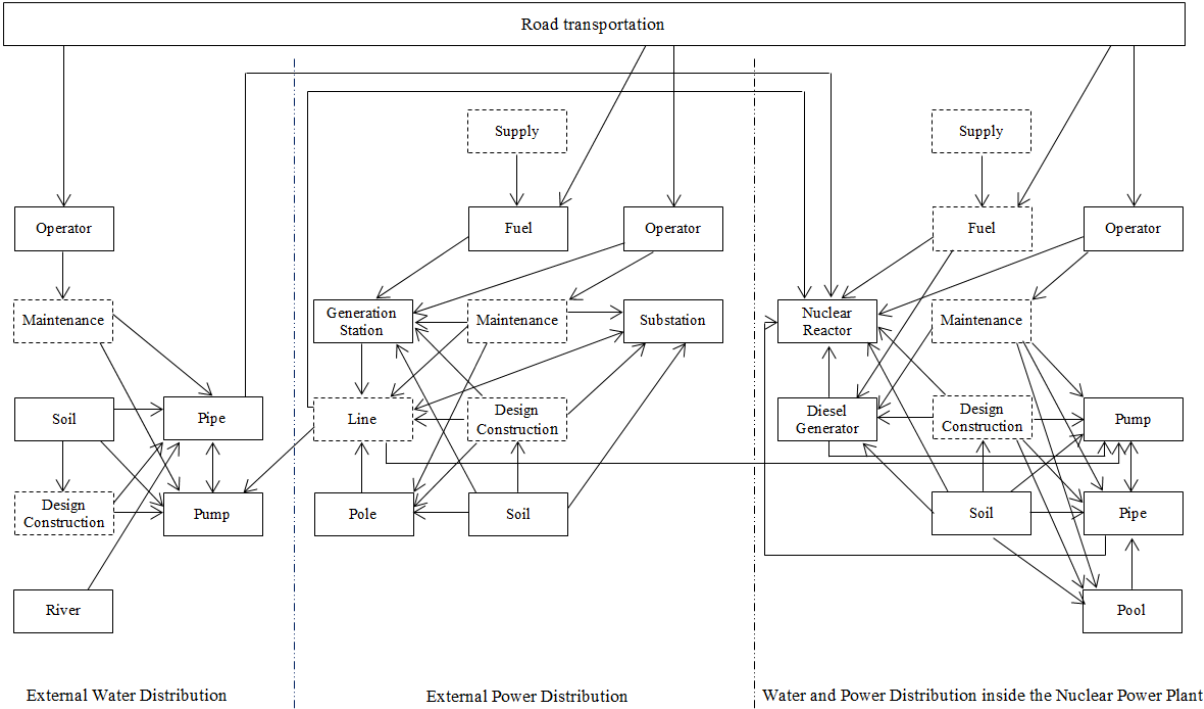 Road transportation
Supply
Supply
Operator
Fuel
Operator
Fuel
Operator
Maintenance
Generation
Station
Maintenance
Substation
Nuclear
Reactor
Maintenance
Soil
Pipe
Line
Design
Construction
Diesel
Generator
Design
Construction
Pump
Design
Construction
Pump
Pole
Soil
Soil
Pipe
River
Pool
External Water Distribution
External Power Distribution
Water and Power Distribution inside the Nuclear Power Plant